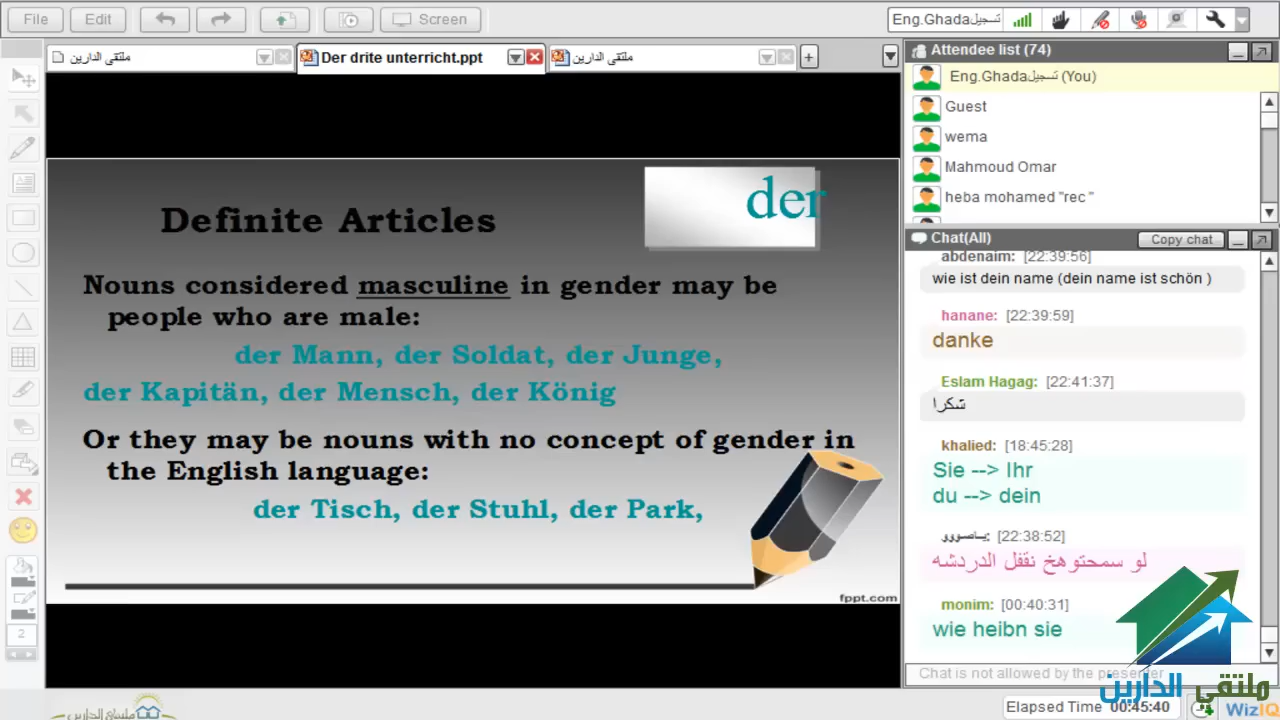 File
Edit
Screen
Eng.Ghadaتسجيل
ملتقى الدارين
Der drite unterricht.ppt
ملتقى الدارين
Attendee list (74)
Eng.Ghadaتسجيل (You)
Guest
wema
Mahmoud Omar
heba mohamed "rec "
der
Definite Articles
Nouns considered masculine in gender may be
people who are male:
der Mann, der Soldat, der Junge,
der Kapitän, der Mensch, der König
Or they may be nouns with no concept of gender in
the English language:
der Tisch, der Stuhl, der Park,
fppt.com
2
Chat(All)
Copy chat
abdenaim: [22:39:56]
wie ist dein name (dein name ist schön )
hanane: [22:39:59]
danke
Eslam Hagag: [22:41:37]
شكرا
khalied: [18:45:28]
Sie --> Ihr
du --> dein
[22:38:52]
لو سمحتوهخ نقفل الدردشه
monim: [00:40:31]
wie heibn sie
Chat is not allowed by the presenter
ملتقى الدارين
ملتقى الدارين
Elapsed Time 00:45:40
WizIQ